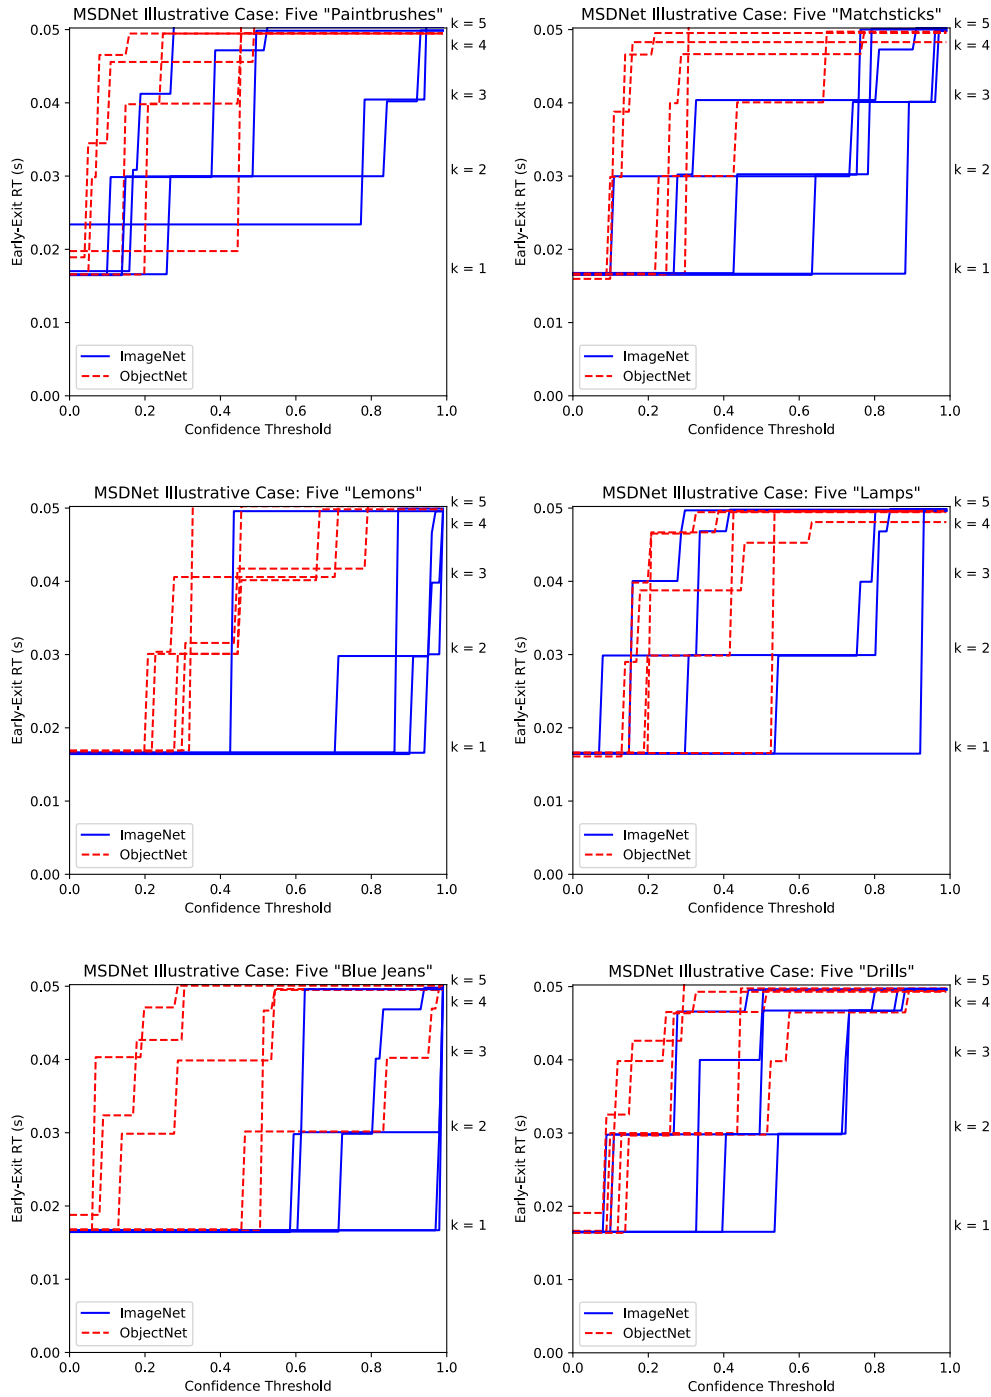 MSDNet Illustrative Case: Five "Paintbrushes"
0.05
0.04
0.03
0.02
0.01
0.00
Early-Exit RT (s)
k = 5
k = 4
k = 3
k = 2
k = 1
ImageNet
ObjectNet
0.0 0.2 0.4 0.6 0.8 1.0
Confidence Threshold
MSDNet Illustrative Case: Five "Matchsticks"
0.05
0.04
0.03
0.02
0.01
0.00
Early-Exit RT (s)
k = 5
k = 4
k = 3
k = 2
k = 1
ImageNet
ObjectNet
0.0 0.2 0.4 0.6 0.8 1.0
Confidence Threshold
MSDNet Illustrative Case: Five "Lemons"
0.05
0.04
0.03
0.02
0.01
0.00
Early-Exit RT (s)
k = 5
k = 4
k = 3
k = 2
k = 1
ImageNet
ObjectNet
0.0 0.2 0.4 0.6 0.8 1.0
Confidence Threshold
MSDNet Illustrative Case: Five "Lamps"
0.05
0.04
0.03
0.02
0.01
0.00
Early-Exit RT (s)
k = 5
k = 4
k = 3
k = 2
k = 1
ImageNet
ObjectNet
0.0 0.2 0.4 0.6 0.8 1.0
Confidence Threshold
MSDNet Illustrative Case: Five "Blue Jeans"
0.05
0.04
0.03
0.02
0.01
0.00
Early-Exit RT (s)
k = 5
k = 4
k = 3
k = 2
k = 1
ImageNet
ObjectNet
0.0 0.2 0.4 0.6 0.8 1.0
Confidence Threshold
MSDNet Illustrative Case: Five "Drills"
0.05
0.04
0.03
0.02
0.01
0.00
Early-Exit RT (s)
k = 5
k = 4
k = 3
k = 2
k = 1
ImageNet
ObjectNet
0.0 0.2 0.4 0.6 0.8 1.0
Confidence Threshold